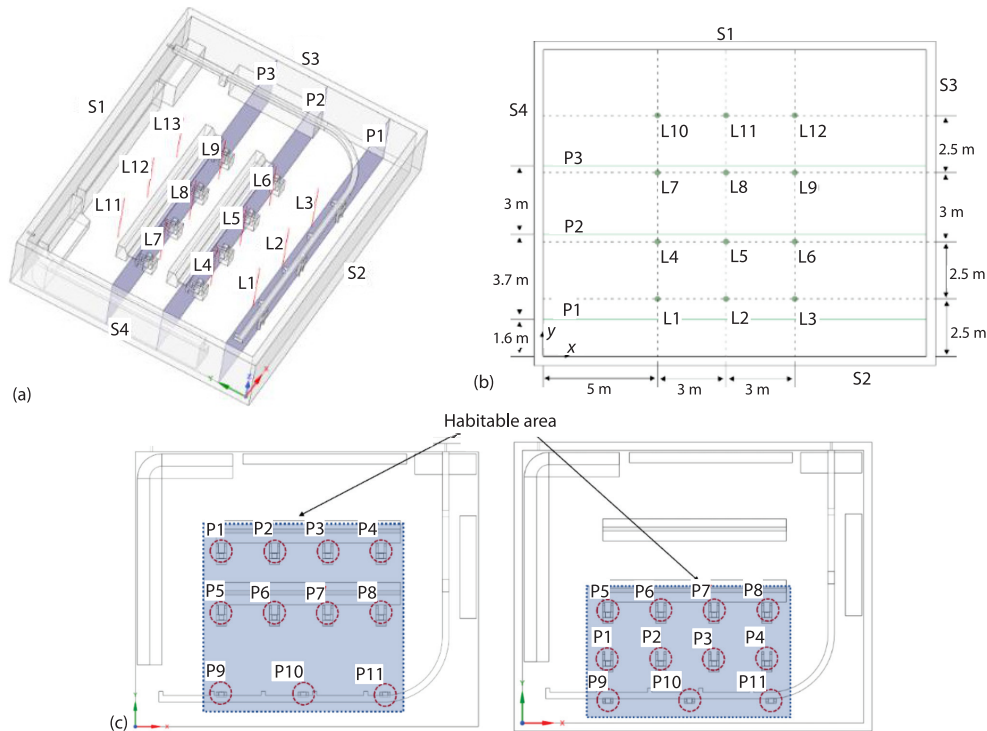 S1
S3
P3
P2
P1
L13
L12
L11
L9
L8
L7
L6
L5
L4
L3
L2
L1
S2
S4
(a)
S1
S3
S4
L10 L11 L12
2.5 m
P3
L7 L8 L9
3 m
3 m
P2
L4 L5 L6
3.7 m
2.5 m
P1
L1 L2 L3
1.6 m
y
x
2.5 m
S2
5 m 3 m 3 m
(b)
Habitable area
P1 P2 P3 P4
P5 P6 P7 P8
P9 P10 P11
Y
X
(c)
P5 P6 P7 P8
P1 P2 P3 P4
P9 P10 P11
Y
X